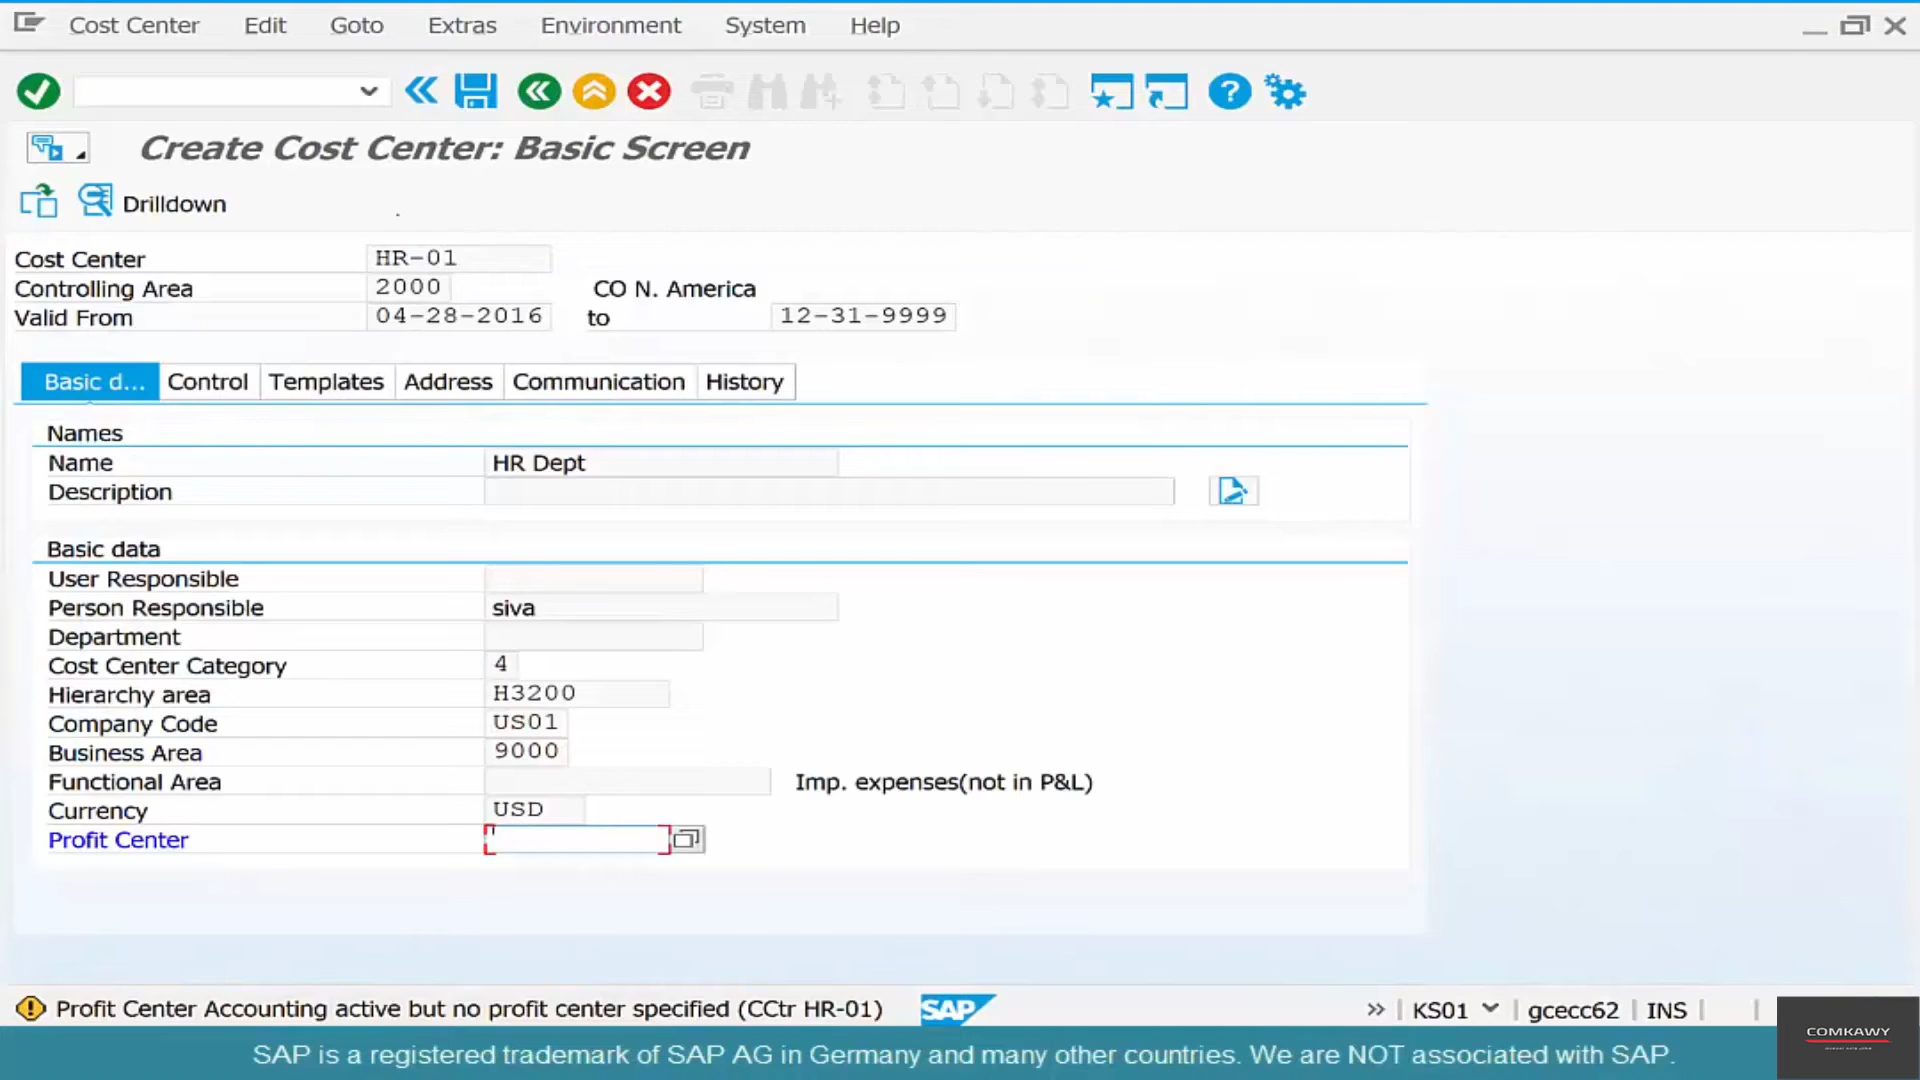 Cost Center Edit Goto Extras Environment System Help
Create Cost Center: Basic Screen
Drilldown
Cost Center HR-01
Controlling Area 2000 CO N. America
Valid From 04-28-2016 to 12-31-9999
Basic d... Control Templates Address Communication History
Names
Name HR Dept
Description
Basic data
User Responsible
Person Responsible siva
Department
Cost Center Category 4
Hierarchy area H3200
Company Code US01
Business Area 9000
Functional Area Imp. expenses(not in P&L)
Currency USD
Profit Center
Profit Center Accounting active but no profit center specified (CCtr HR-01) SAP KS01 gcecc62 INS
COMKAWY
SAP is a registered trademark of SAP AG in Germany and many other countries. We are NOT associated with SAP.